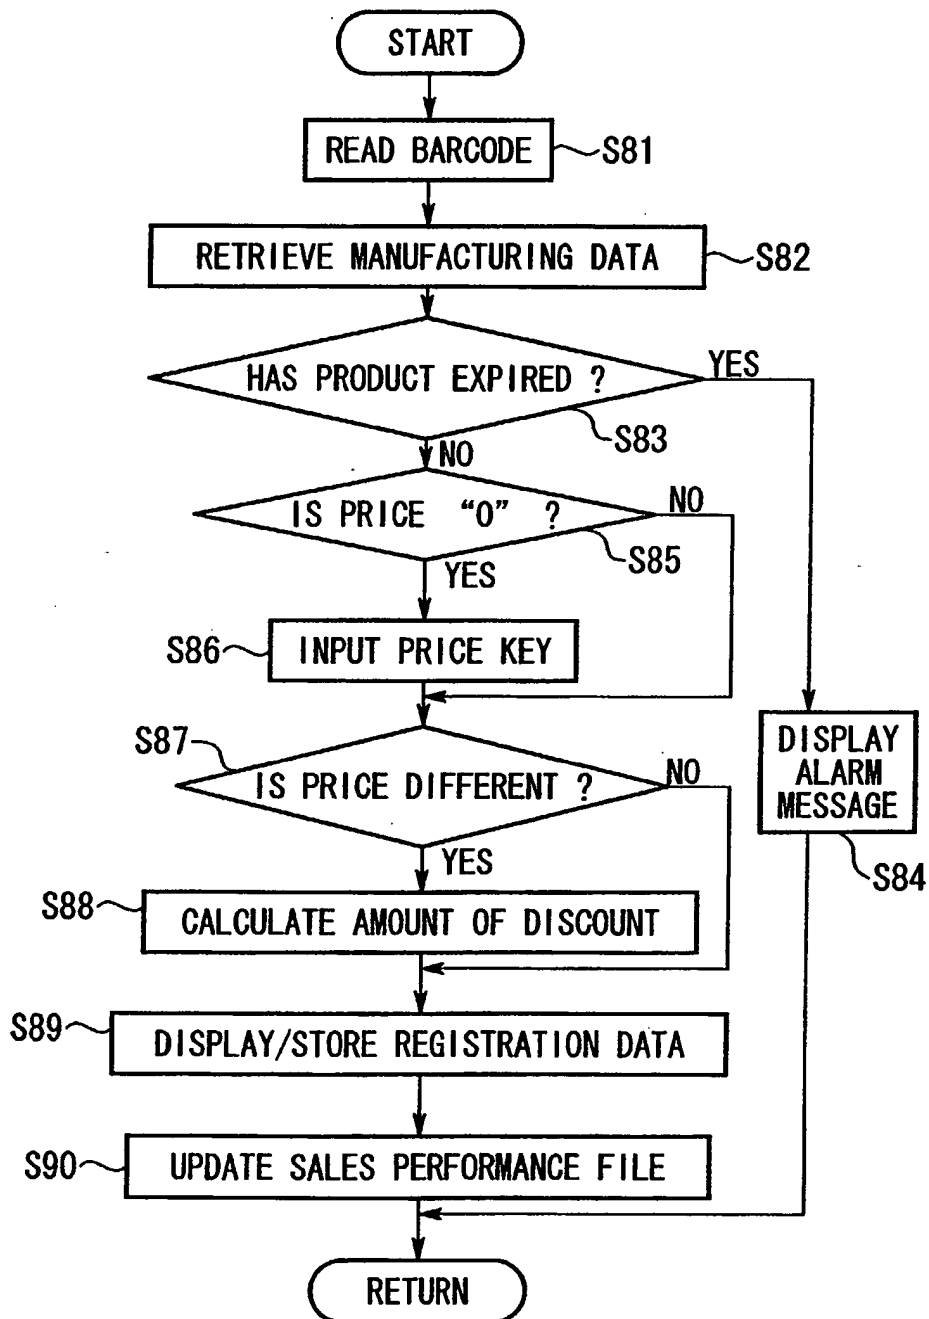 START
READ BARCODE
S81
RETRIEVE MANUFACTURING DATA
S82
HAS PRODUCT EXPIRED ?
YES
S83
NO
IS PRICE "0" ?
NO
S85
YES
S86
INPUT PRICE KEY
S87
IS PRICE DIFFERENT ?
NO
DISPLAY
ALARM
MESSAGE
S84
YES
S88
CALCULATE AMOUNT OF DISCOUNT
S89
DISPLAY/STORE REGISTRATION DATA
S90
UPDATE SALES PERFORMANCE FILE
RETURN